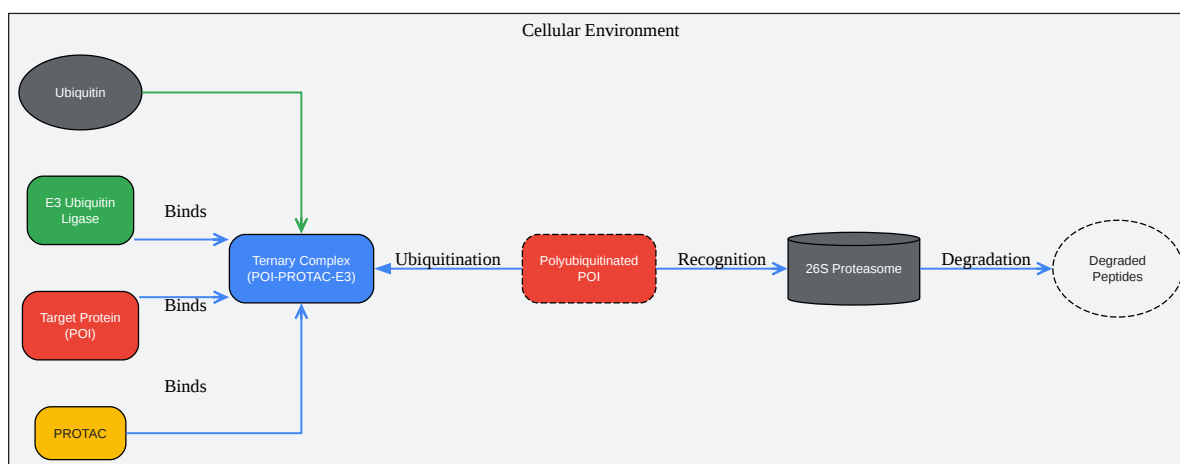 Cellular Environment
Ubiquitin
E3 Ubiquitin
Ligase
Binds
Target Protein
(POI)
Binds
PROTAC
Binds
Ternary Complex
(POI-PROTAC-E3)
Ubiquitination
Polyubiquitinated
POI
Recognition
26S Proteasome
Degradation
Degraded
Peptides